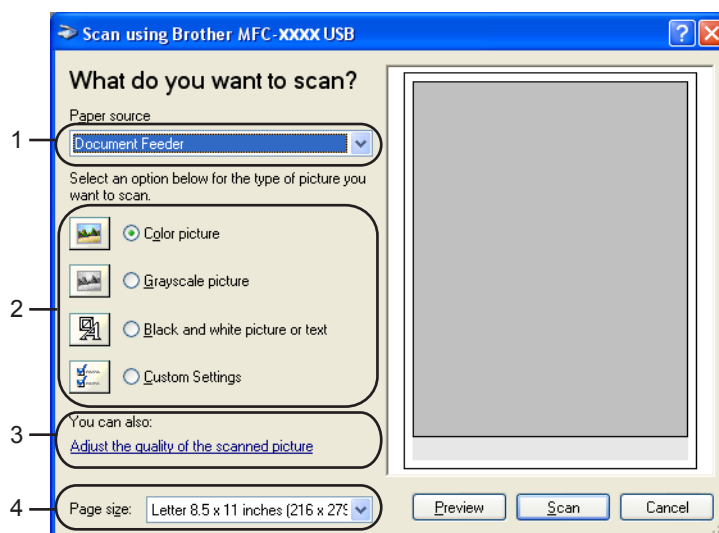 Scan using Brother MFC-XXXX USB
What do you want to scan?
Paper source
1
Document Feeder
Select an option below for the type of picture you
want to scan.
Color picture
Grayscale picture
2
Black and white picture or text
Custom Settings
You can also:
3
Adjust the quality of the scanned picture
4
Page size:
Letter 8.5 x 11 inches (216 x 279
Preview
Scan
Cancel